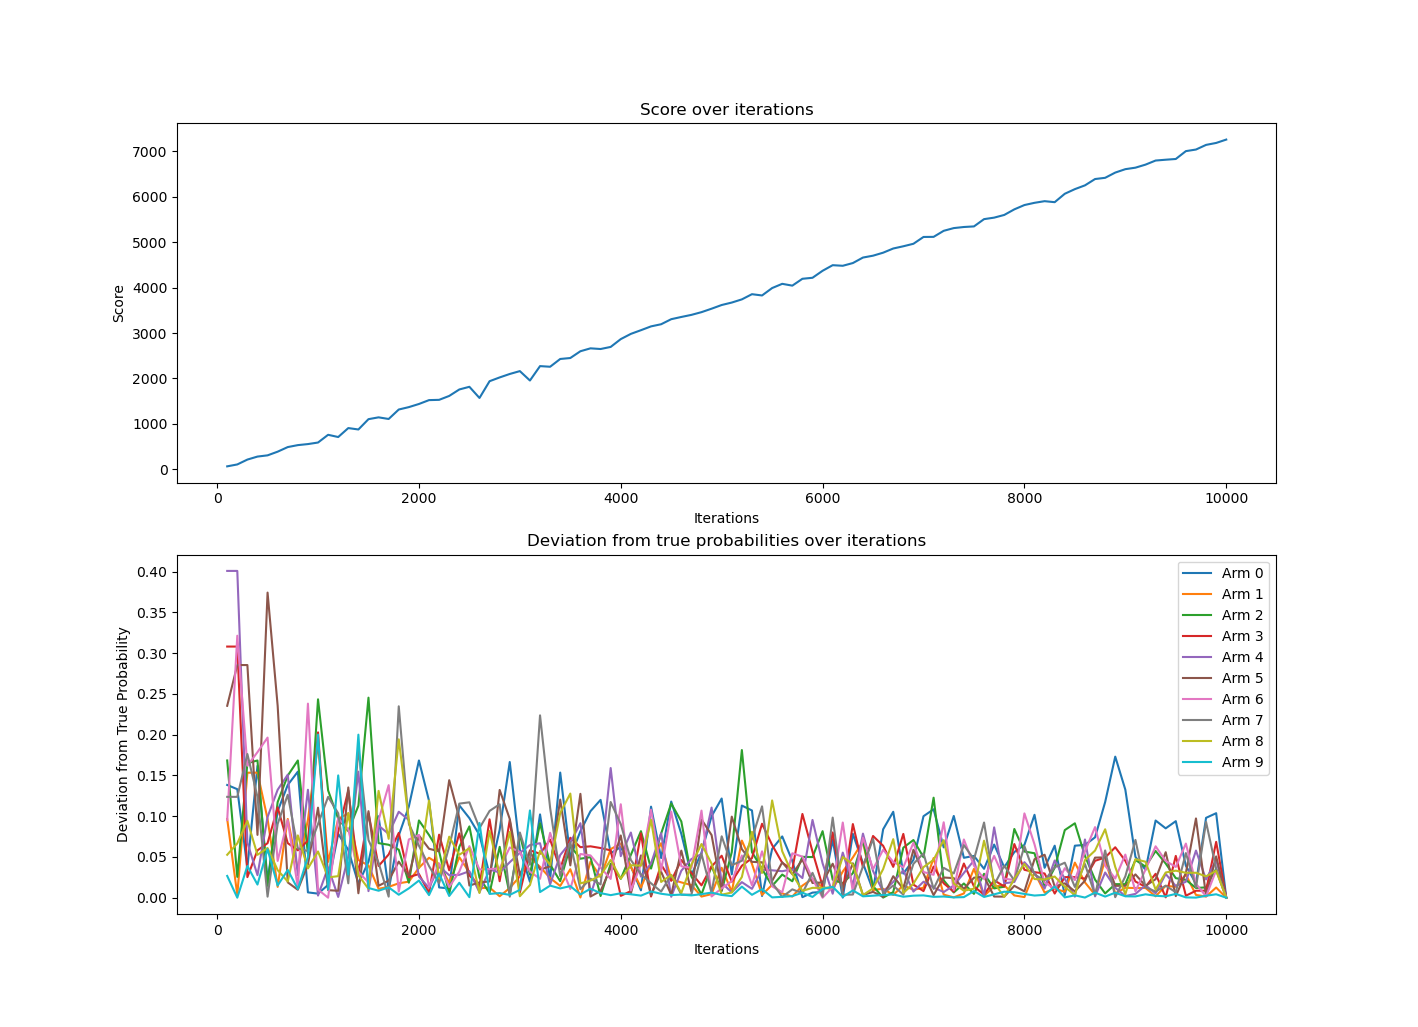 Score over iterations
7000
6000
5000
4000
3000
2000
1000
0
Score
0 2000 4000 6000 8000 10000
Iterations
Deviation from true probabilities over iterations
0.40
0.35
0.30
0.25
0.20
0.15
0.10
0.05
0.00
Deviation from True Probability
Arm 0
Arm 1
Arm 2
Arm 3
Arm 4
Arm 5
Arm 6
Arm 7
Arm 8
Arm 9
0 2000 4000 6000 8000 10000
Iterations